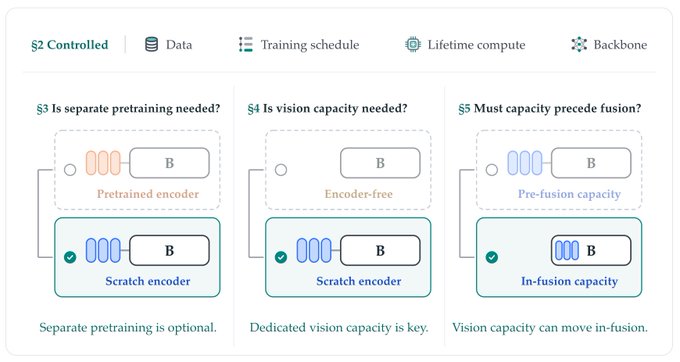 §2 Controlled
Data
Training schedule
Lifetime compute
Backbone
§3 Is separate pretraining needed?
B
Pretrained encoder
B
Scratch encoder
Separate pretraining is optional.
§4 Is vision capacity needed?
B
Encoder-free
B
Scratch encoder
Dedicated vision capacity is key.
§5 Must capacity precede fusion?
B
Pre-fusion capacity
B
In-fusion capacity
Vision capacity can move in-fusion.